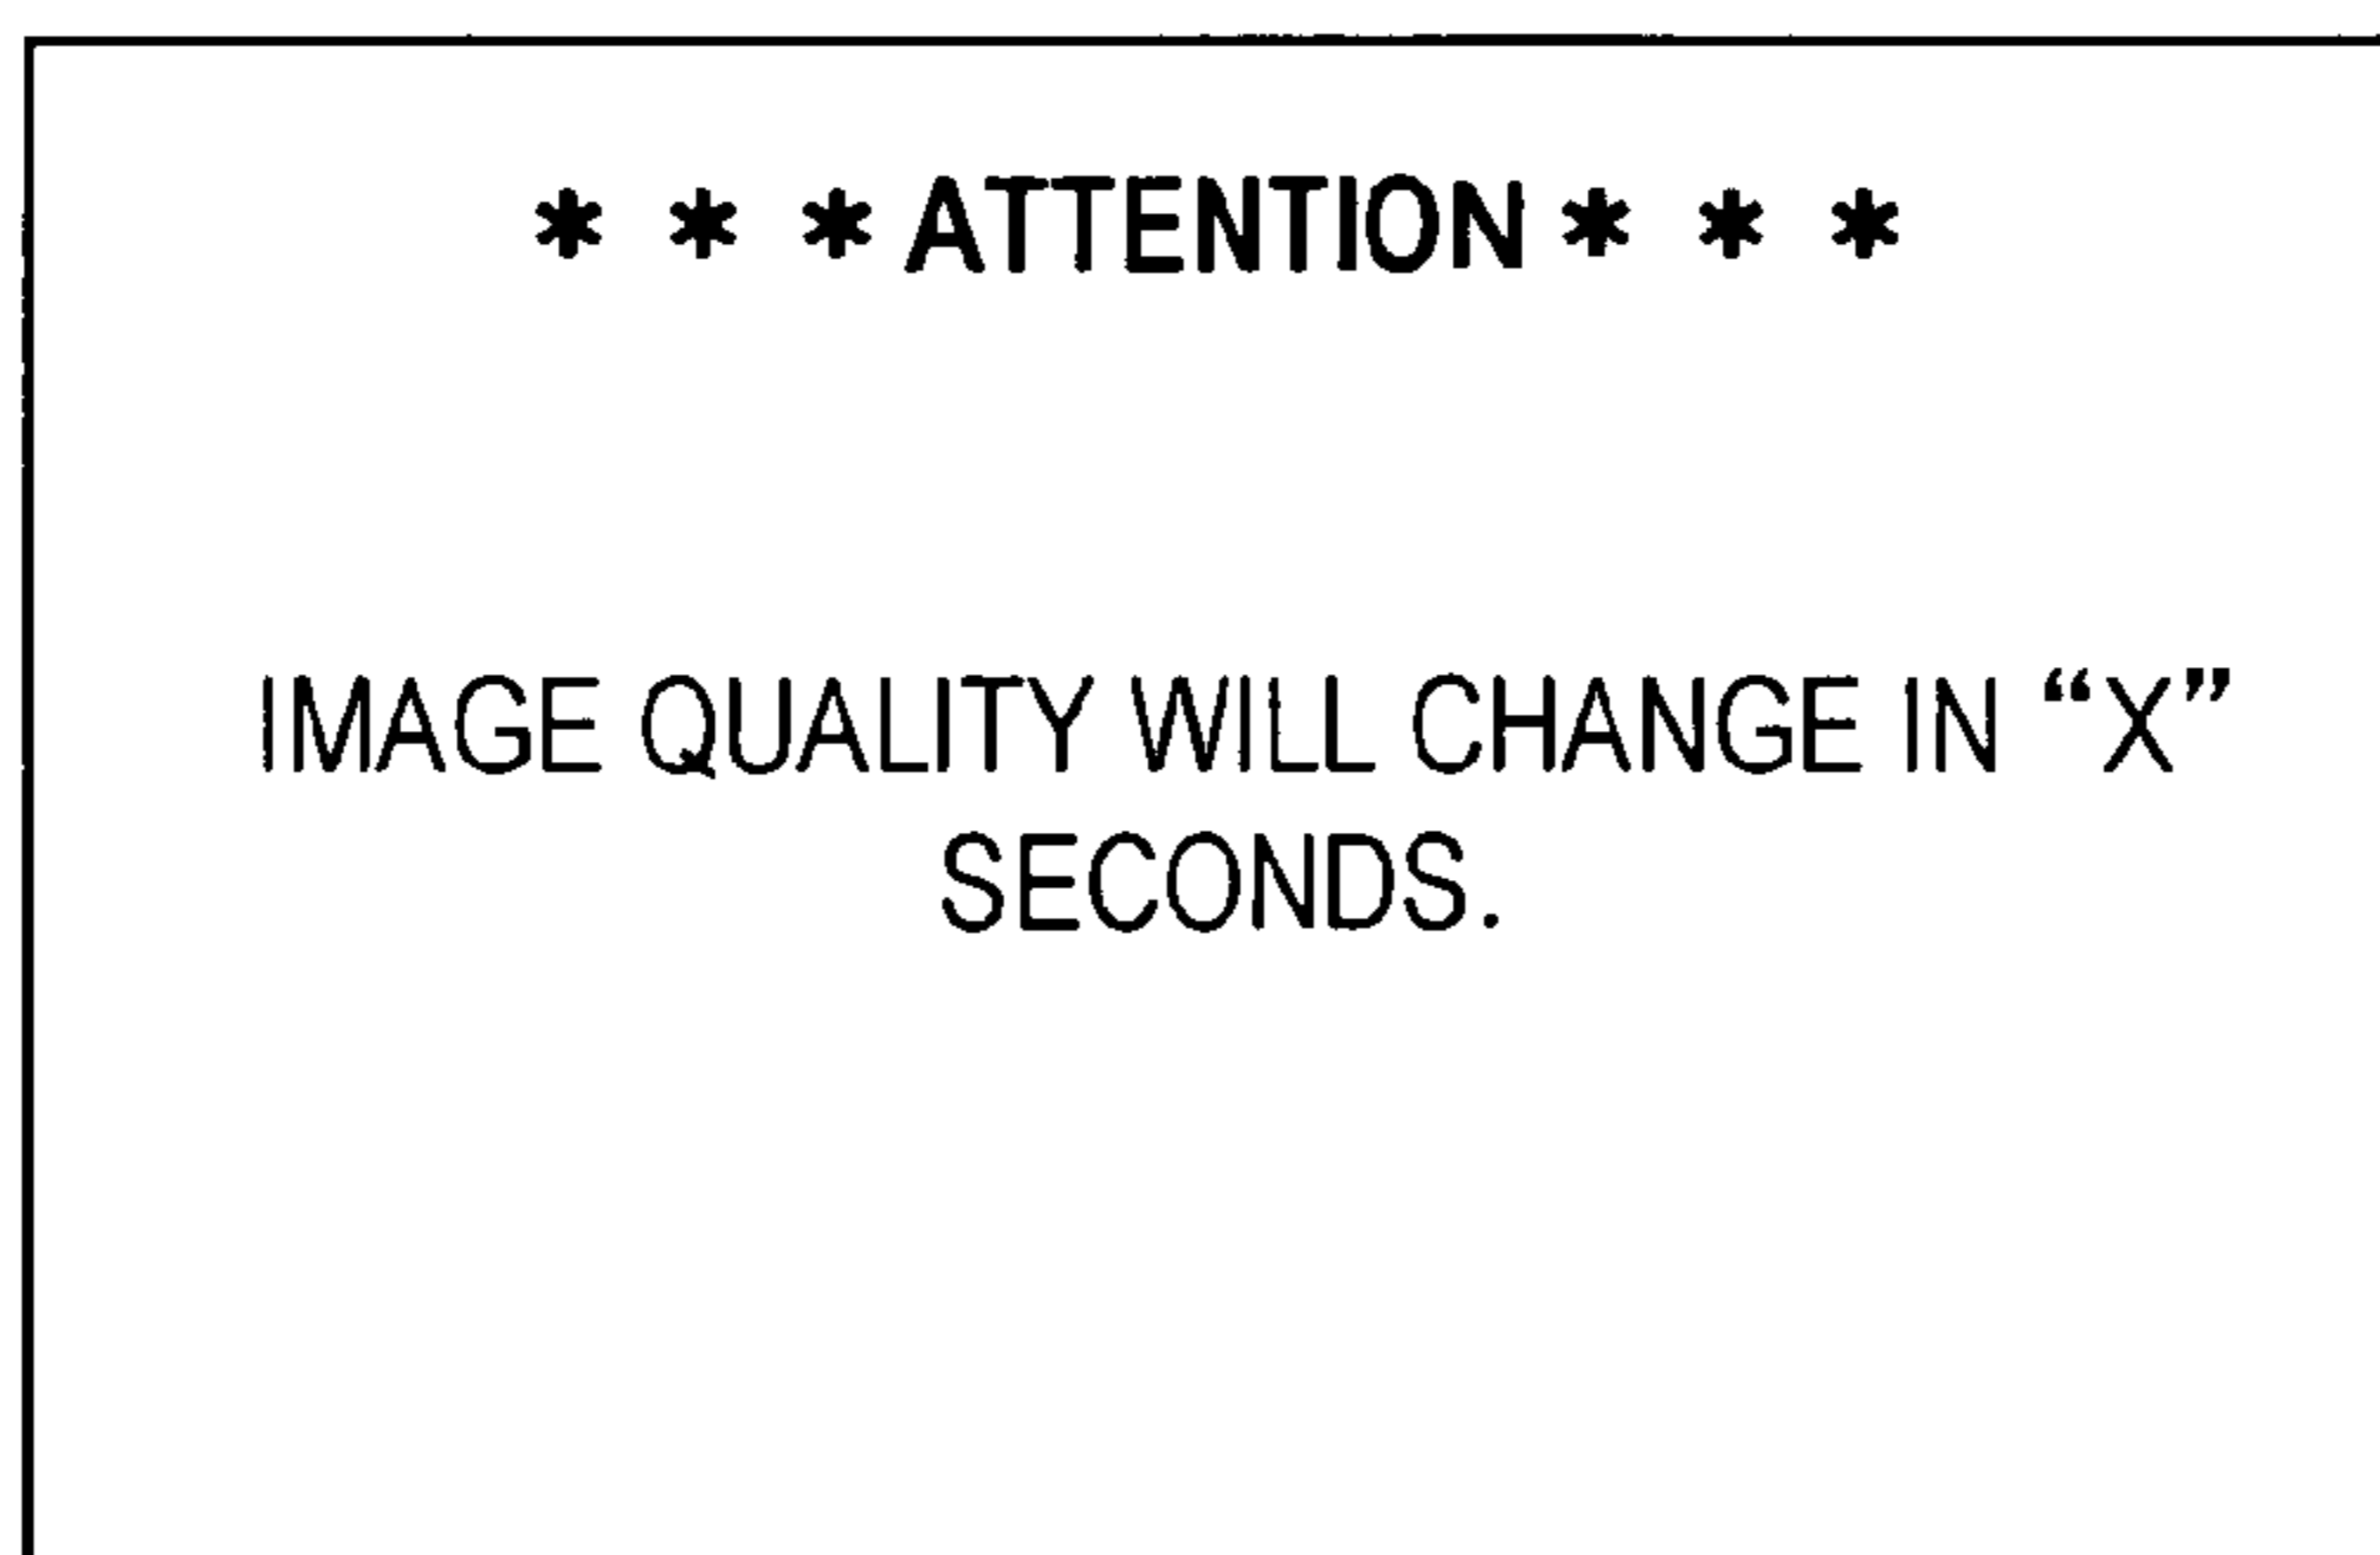 * * * ATTENTION * * *
IMAGE QUALITY WILL CHANGE IN “X”
SECONDS.